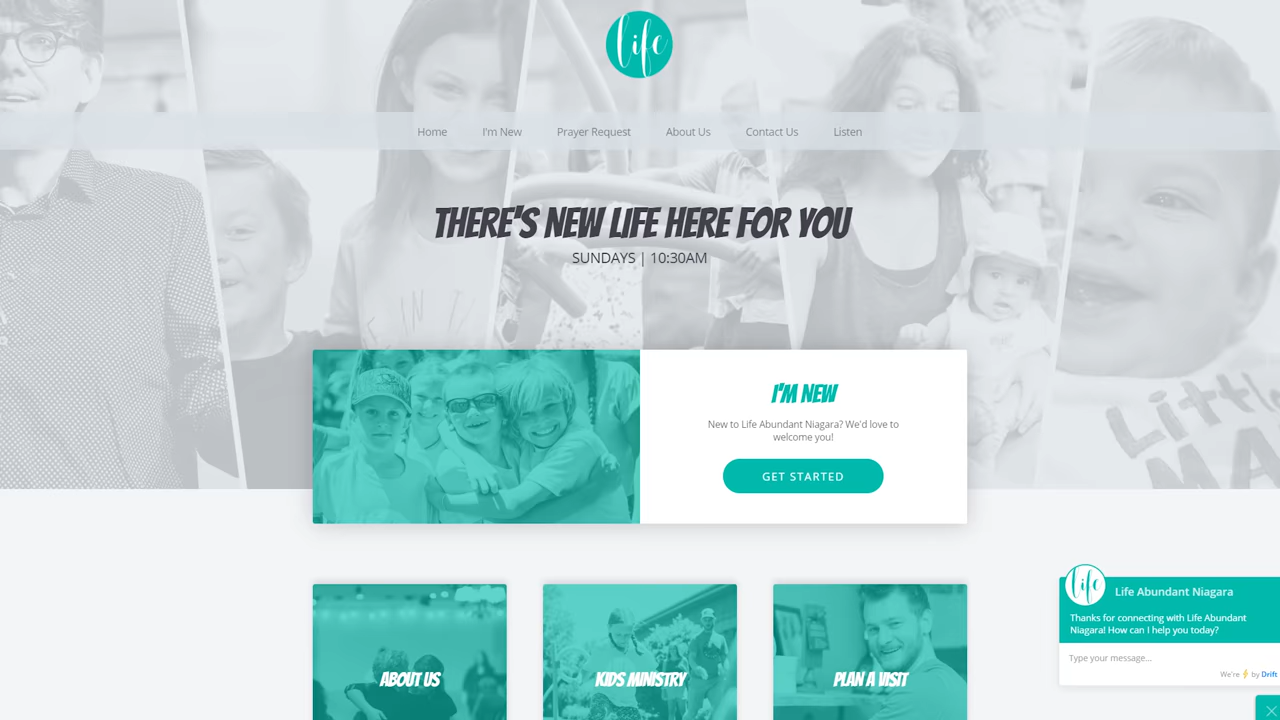 life
Home I'm New Prayer Request About Us Contact Us Listen
THERE'S NEW LIFE HERE FOR YOU
SUNDAYS | 10:30AM
I'M NEW
New to Life Abundant Niagara? We'd love to
welcome you!
GET STARTED
Little
MA
ABOUT US
KIDS MINISTRY
PLAN A VISIT
life
Life Abundant Niagara
Thanks for connecting with Life Abundant
Niagara! How can I help you today?
Type your message...
We're ⚡ by Drift